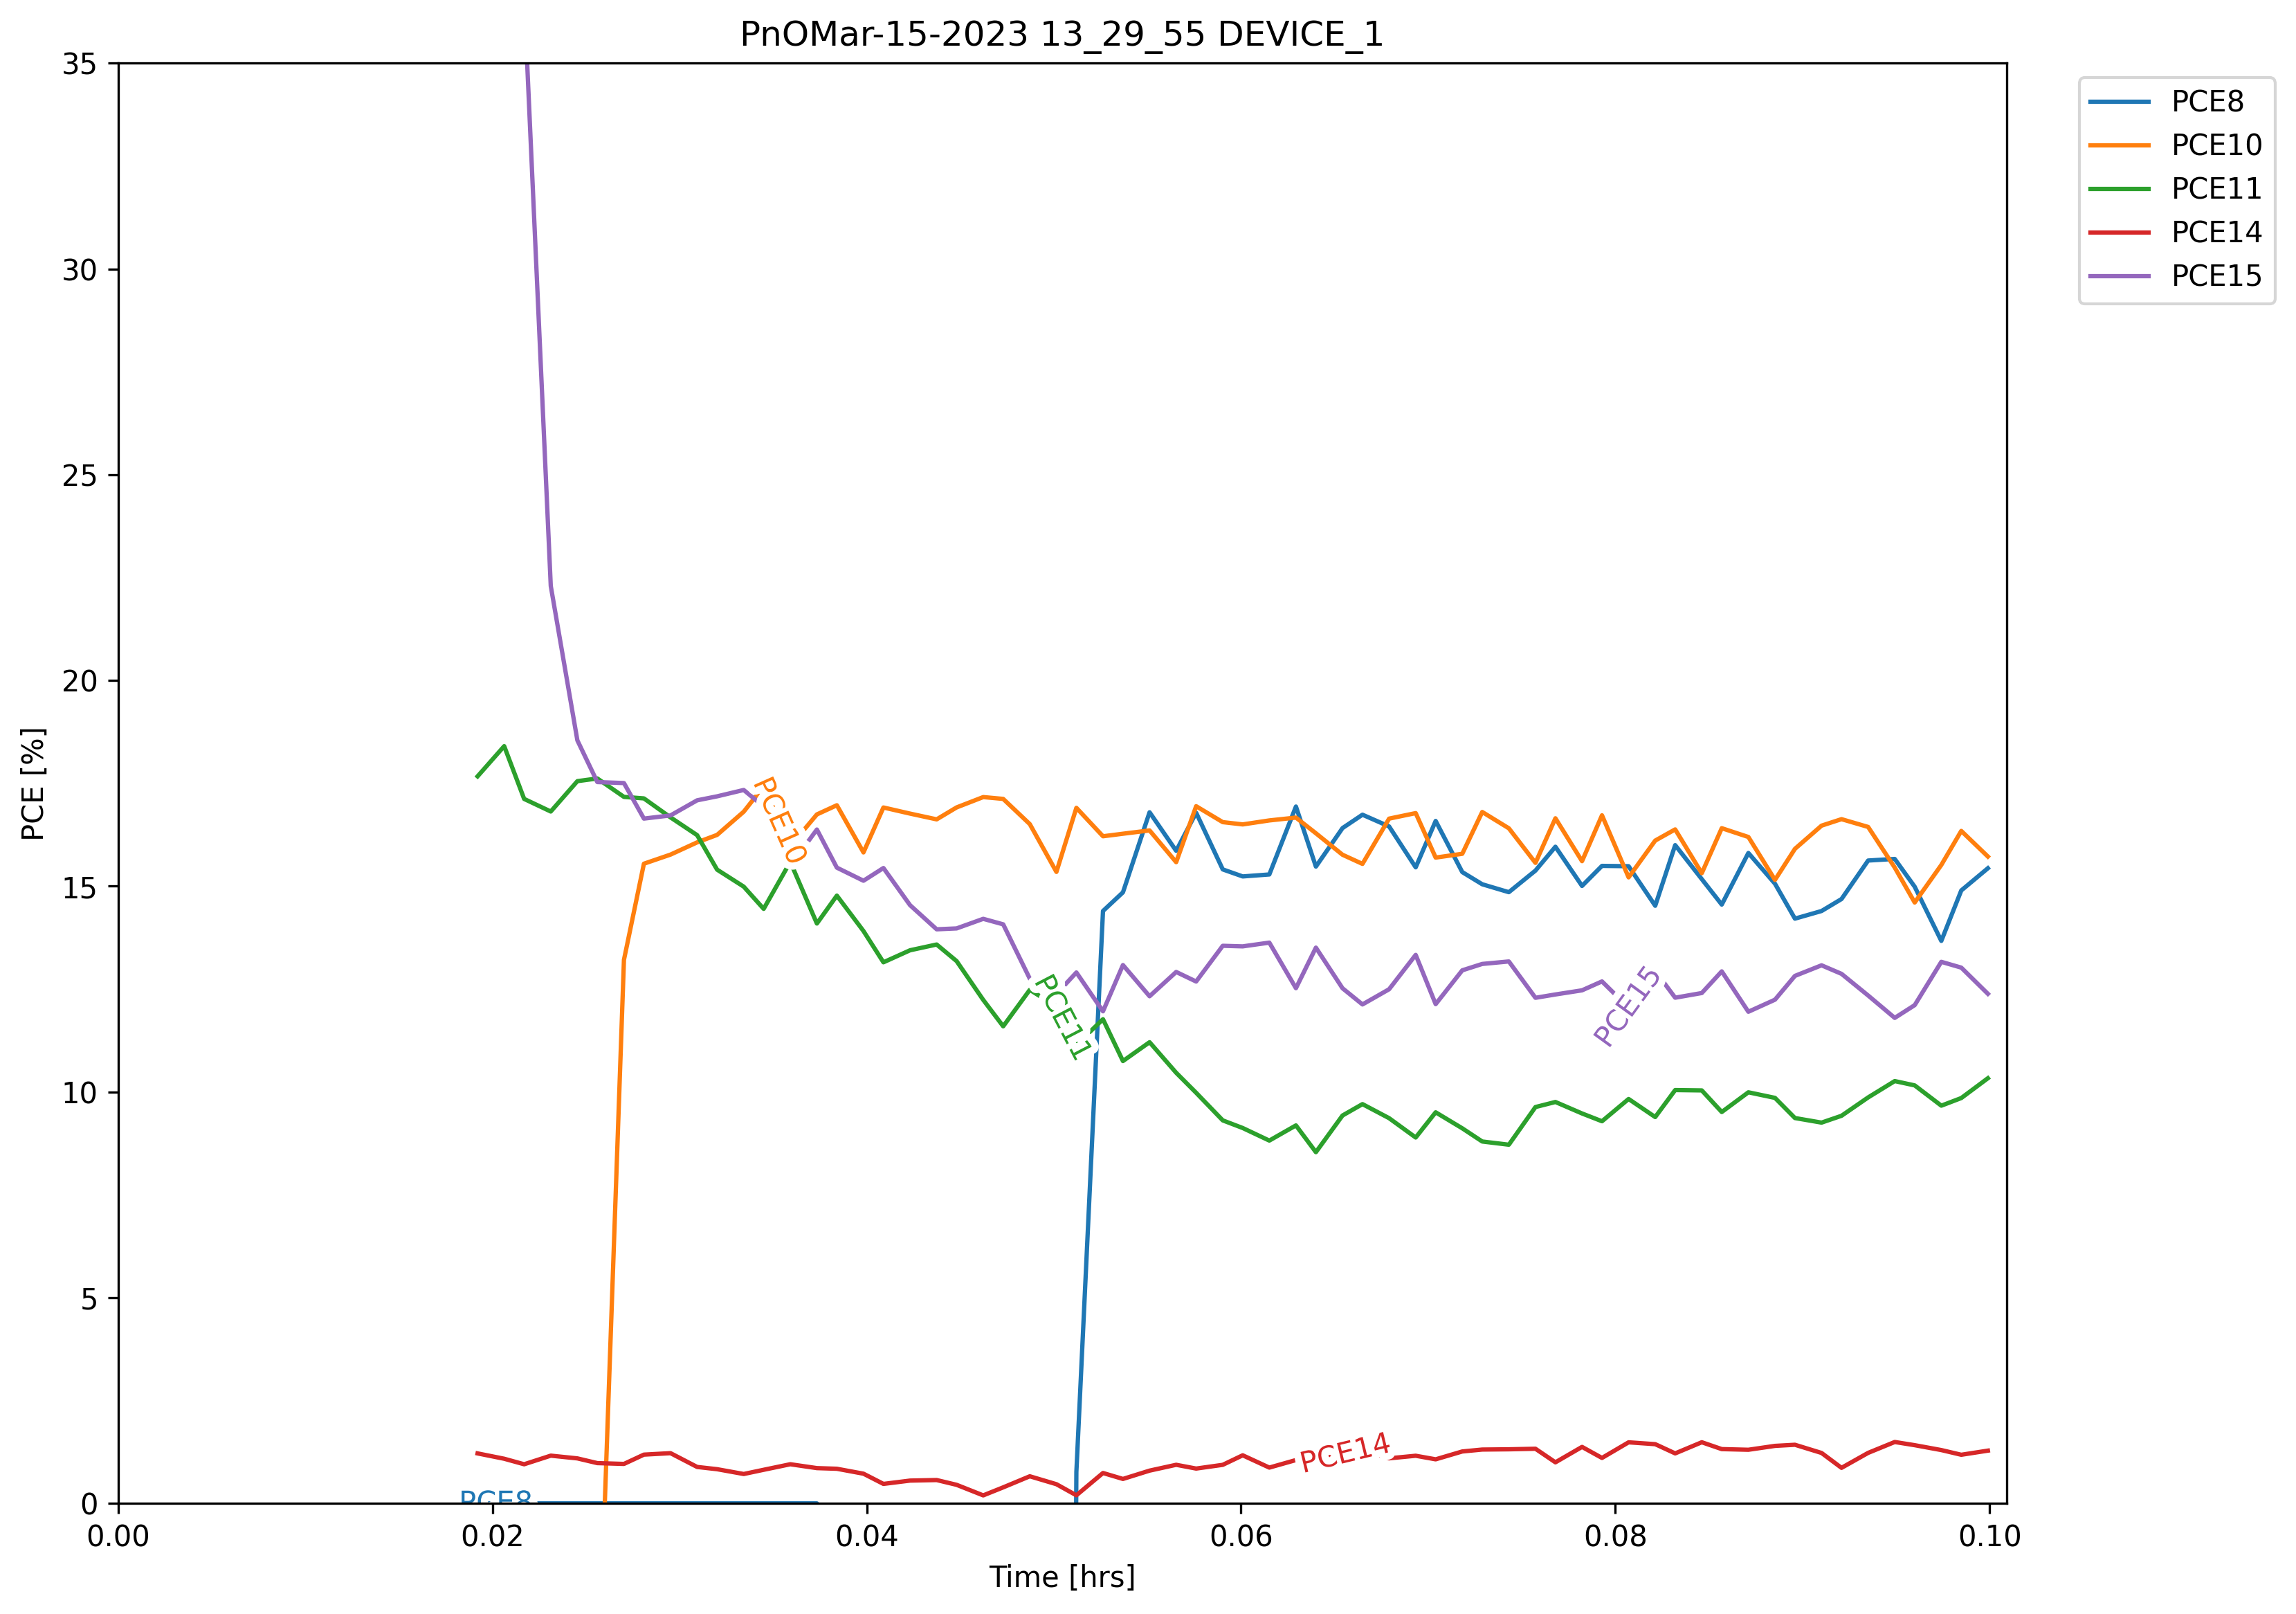 PnOMar-15-2023 13_29_55 DEVICE_1
35
30
25
20
15
10
5
0
PCE [%]
0.00
0.02
0.04
0.06
0.08
0.10
Time [hrs]
PCE8
PCE10
PCE11
PCE14
PCE15
PCE10
PCE11
PCE15
PCE14
PCE8